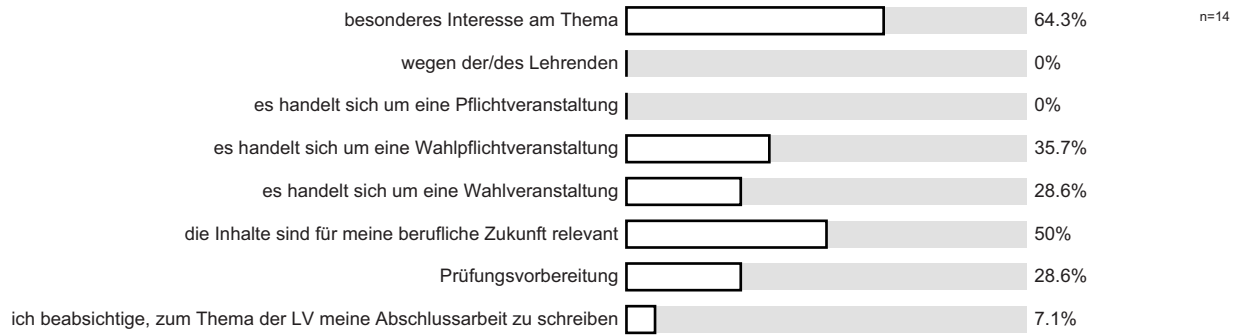 besonderes Interesse am Thema 64.3% n=14
wegen der/des Lehrenden 0%
es handelt sich um eine Pflichtveranstaltung 0%
es handelt sich um eine Wahlpflichtveranstaltung 35.7%
es handelt sich um eine Wahlveranstaltung 28.6%
die Inhalte sind für meine berufliche Zukunft relevant 50%
Prüfungsvorbereitung 28.6%
ich beabsichtige, zum Thema der LV meine Abschlussarbeit zu schreiben 7.1%